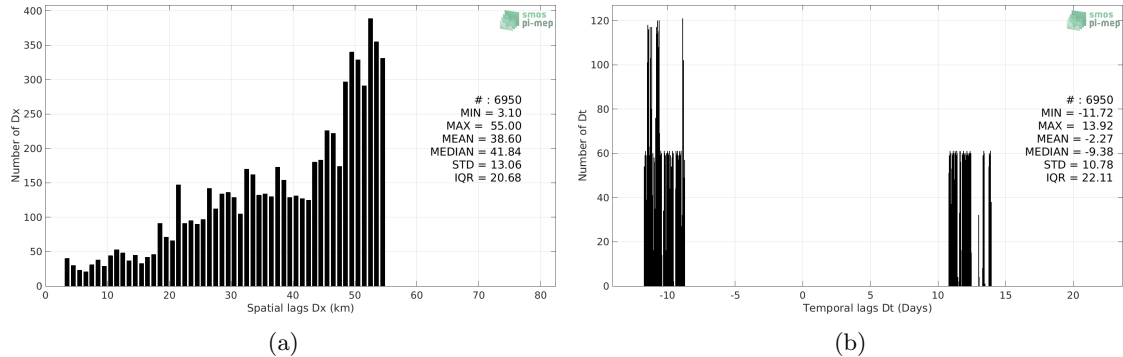 smos
pi-mep
400
350
300
250
200
150
100
50
0
Number of Dx
# : 6950
MIN = 3.10
MAX = 55.00
MEAN = 38.60
MEDIAN = 41.84
STD = 13.06
IQR = 20.68
0 10 20 30 40 50 60 70 80
Spatial lags Dx (km)
(a)
smos
pi-mep
120
100
80
60
40
20
0
Number of Dt
# : 6950
MIN = -11.72
MAX = 13.92
MEAN = -2.27
MEDIAN = -9.38
STD = 10.78
IQR = 22.11
-10 -5 0 5 10 15 20
Temporal lags Dt (Days)
(b)